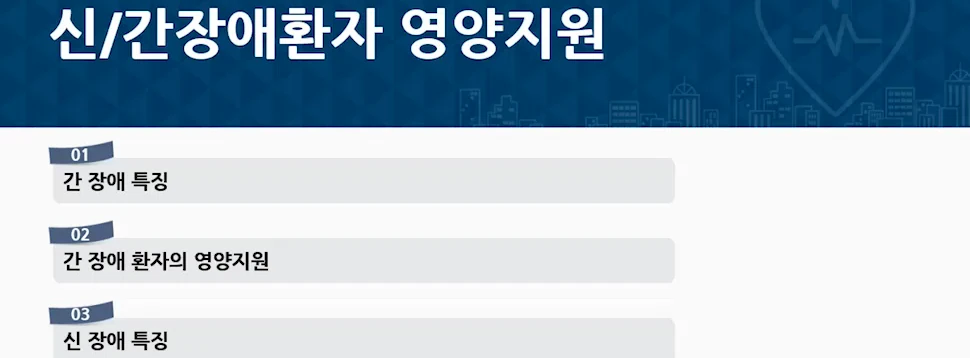 신/간장애환자 영양지원
01
간 장애 특징
02
간 장애 환자의 영양지원
03
신 장애 특징